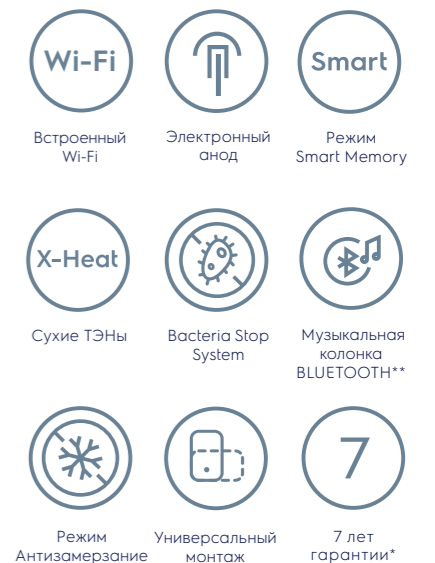 Wi-Fi
Встроенный
Wi-Fi
Электронный
анод
Smart
Режим
Smart Memory
X-Heat
Сухие ТЭНы
Bacteria Stop
System
Музыкальная
колонка
BLUETOOTH**
Режим
Антизамерзание
Универсальный
монтаж
7
7 лет
гарантии*